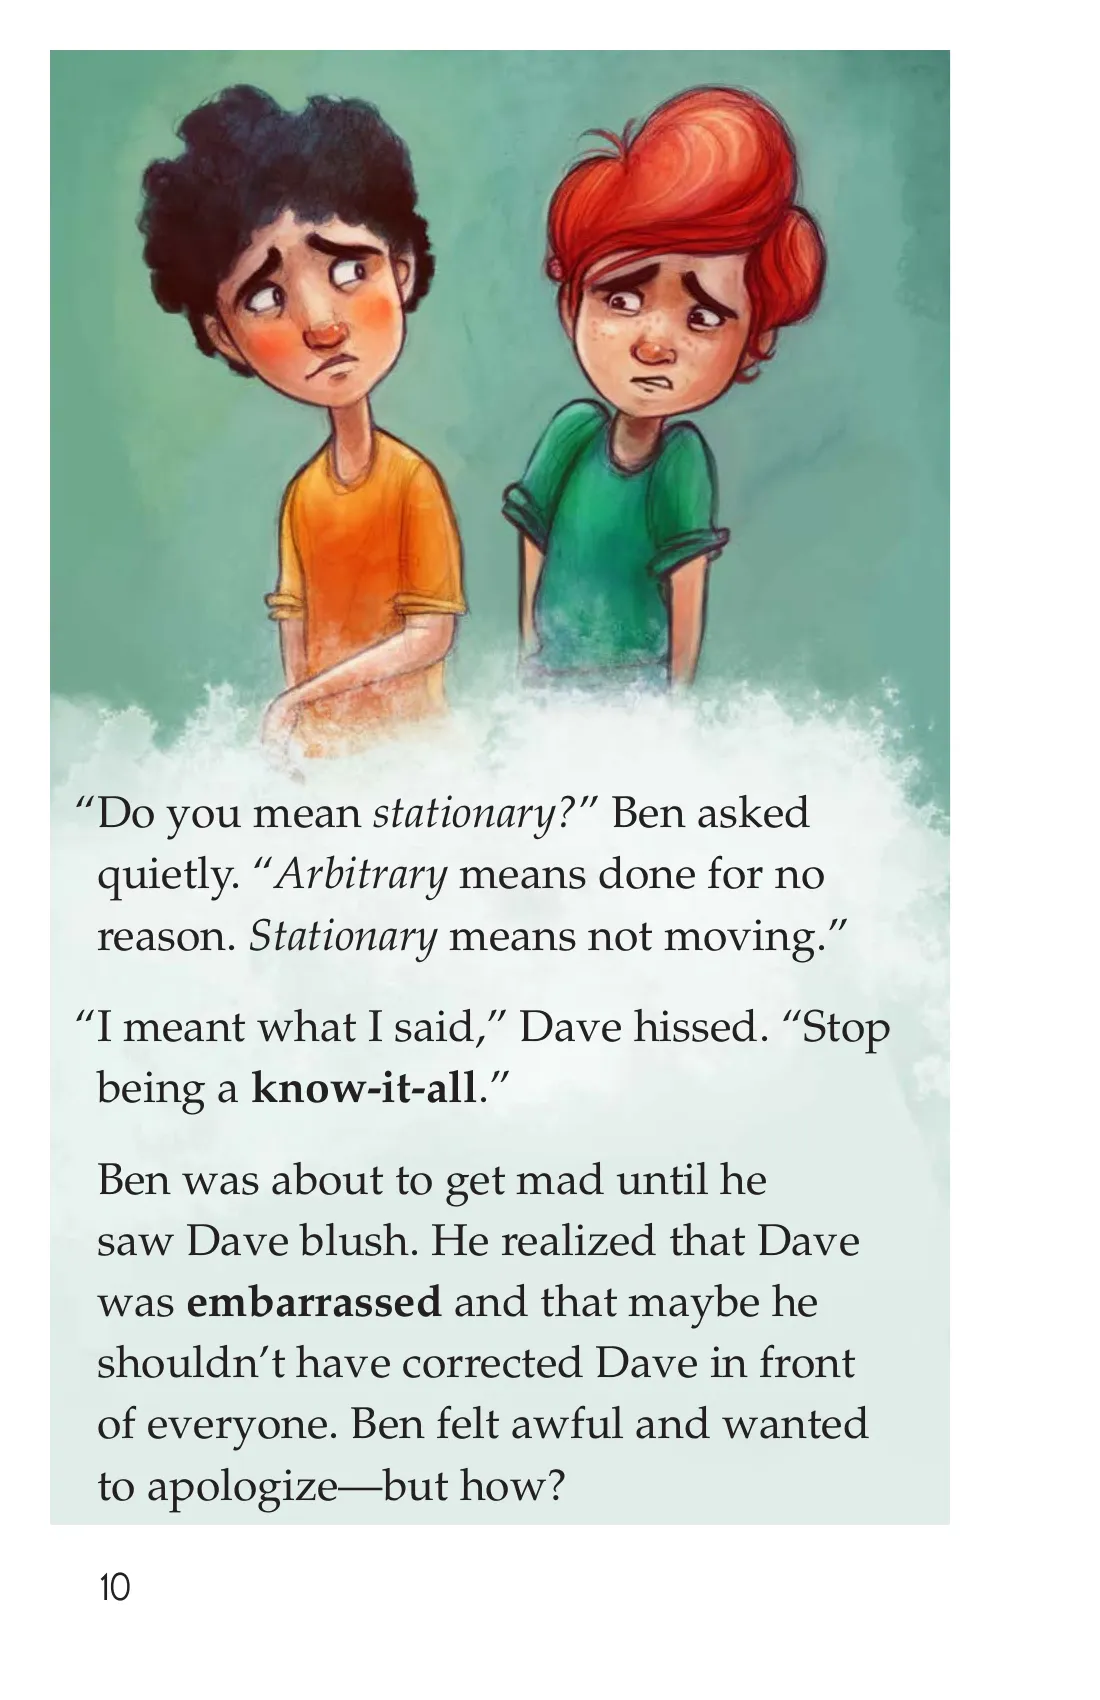 “Do you mean stationary?” Ben asked
quietly. “Arbitrary means done for no
reason. Stationary means not moving.”
“I meant what I said,” Dave hissed. “Stop
being a know-it-all.”
Ben was about to get mad until he
saw Dave blush. He realized that Dave
was embarrassed and that maybe he
shouldn’t have corrected Dave in front
of everyone. Ben felt awful and wanted
to apologize—but how?
10